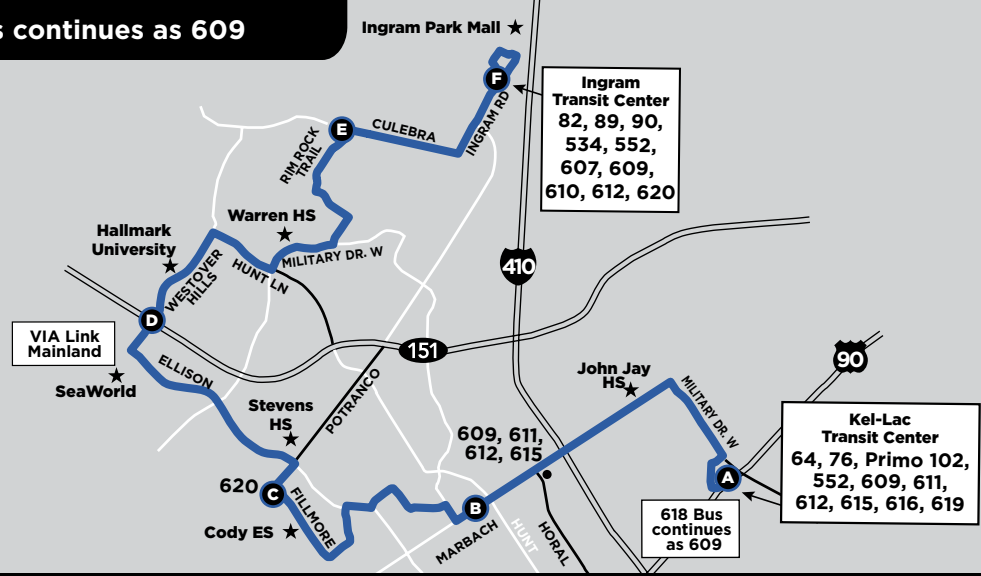 s continues as 609
Ingram Park Mall
F
Ingram
Transit Center
82, 89, 90,
534, 552,
607, 609,
610, 612, 620
E
CULEBRA
INGRAM RD
RIM ROCK
TRAIL
Warren HS
Hallmark
University
MILITARY DR. W
HUNT LN
WESTOVER
HILLS
410
D
VIA Link
Mainland
151
90
SeaWorld
ELLISON
John Jay
HS
MILITARY DR. W
POTRANCO
Stevens
HS
609, 611,
612, 615
Kel-Lac
Transit Center
64, 76, Primo 102,
552, 609, 611,
612, 615, 616, 619
A
620
C
FILLMORE
B
618 Bus
continues
as 609
Cody ES
MARBACH
HUNT
HORAL